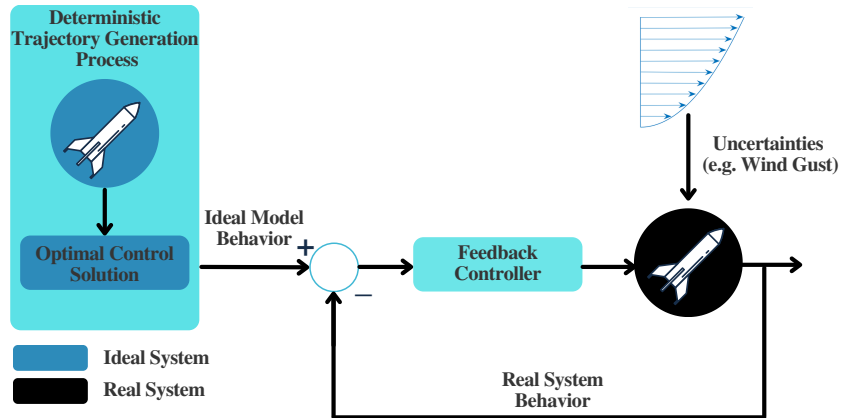 Deterministic
Trajectory Generation
Process
Optimal Control
Solution
Ideal Model
Behavior
+
−
Feedback
Controller
Uncertainties
(e.g. Wind Gust)
Real System
Behavior
Ideal System
Real System